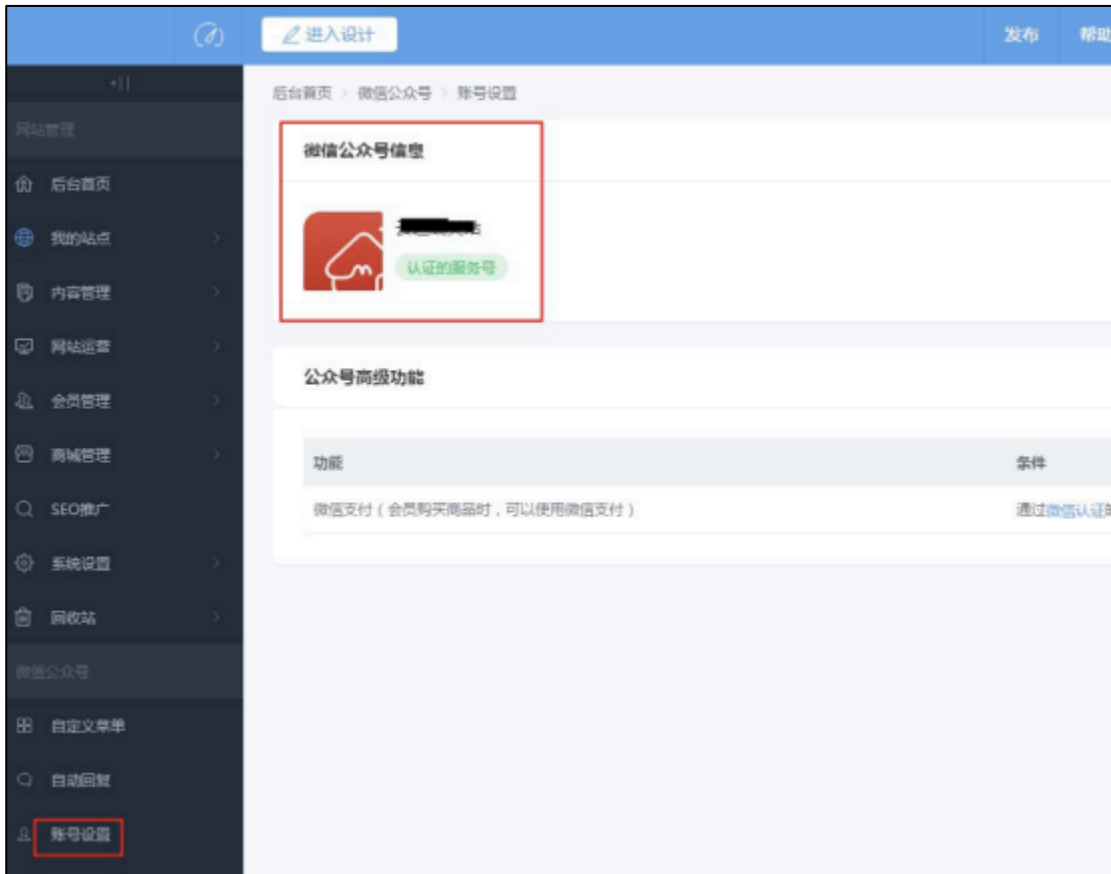 进入设计
发布
帮助
后台首页 > 微信公众号 > 账号设置
网站管理
后台首页
我的站点
内容管理
网站运营
会员管理
商城管理
SEO推广
系统设置
回收站
微信公众号
自定义菜单
自动回复
账号设置
微信公众号信息
认证的服务号
公众号高级功能
功能
条件
微信支付（会员购买商品时，可以使用微信支付）
通过微信认证的